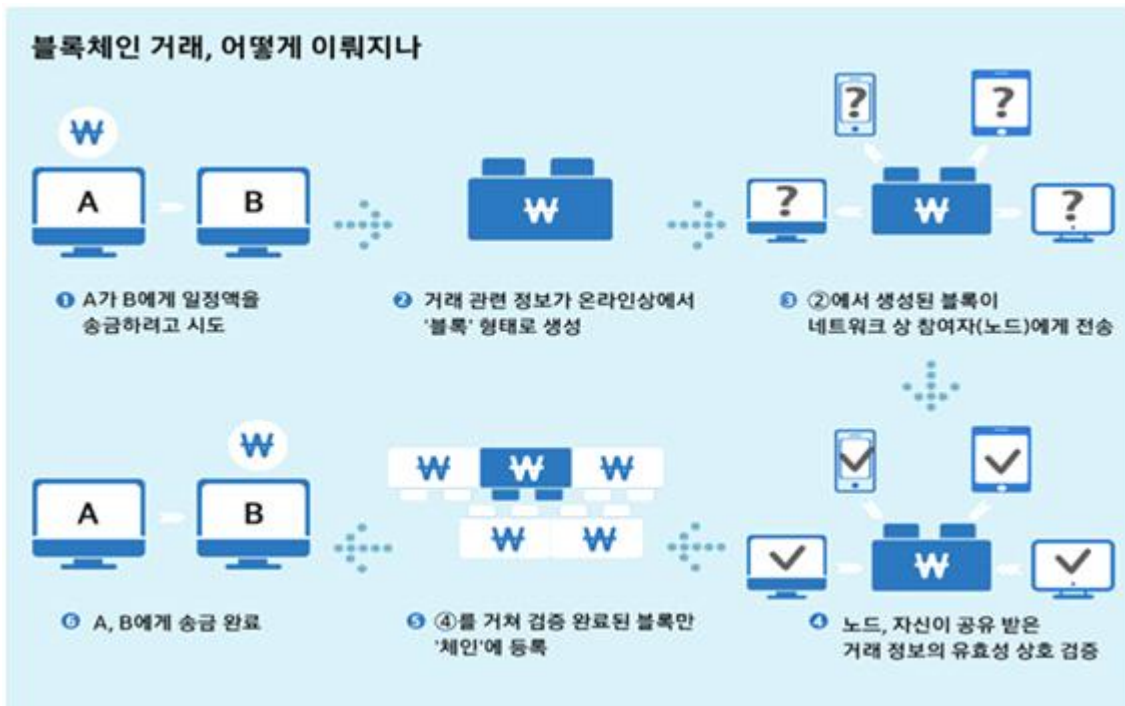 블록체인 거래, 어떻게 이뤄지나
₩
A
B
₩
?
?
?
₩
?
❶ A가 B에게 일정액을
송금하려고 시도
❷ 거래 관련 정보가 온라인상에서
'블록' 형태로 생성
❸ ②에서 생성된 블록이
네트워크 상 참여자(노드)에게 전송
₩
A
B
₩
₩
₩
₩
₩
₩
❻ A, B에게 송금 완료
❺ ④를 거쳐 검증 완료된 블록만
'체인'에 등록
❹ 노드, 자신이 공유 받은
거래 정보의 유효성 상호 검증